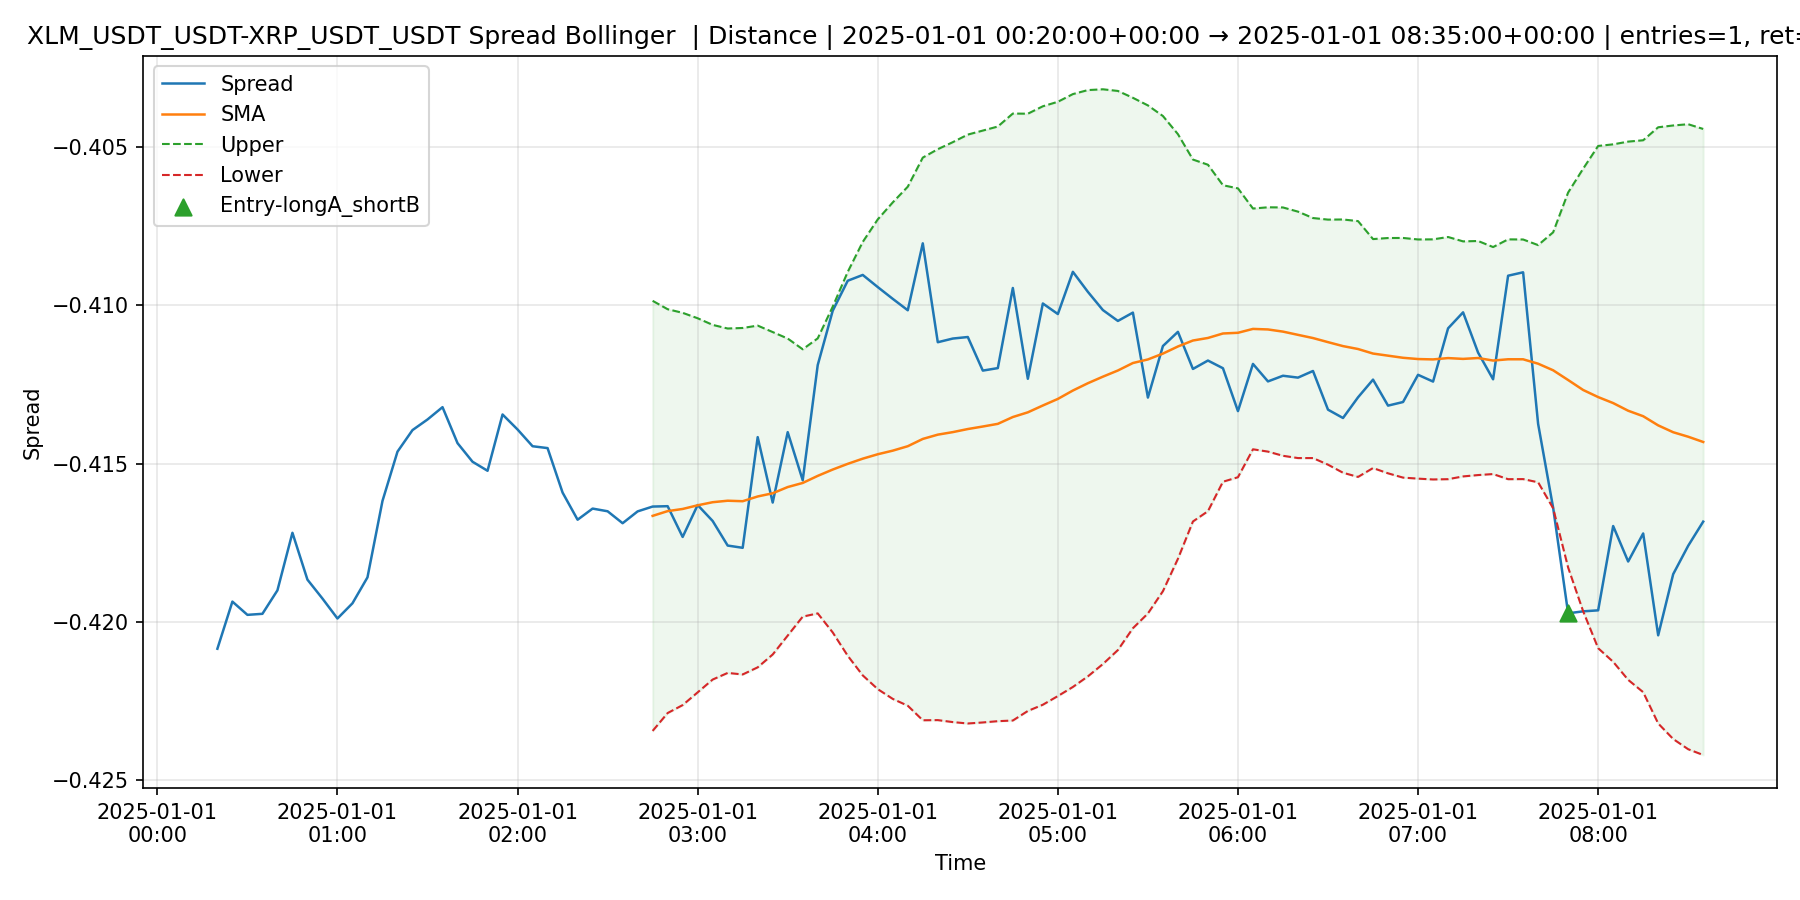 XLM_USDT_USDT-XRP_USDT_USDT Spread Bollinger | Distance | 2025-01-01 00:20:00+00:00 → 2025-01-01 08:35:00+00:00 | entries=1, ret=
Spread
SMA
Upper
Lower
Entry-longA_shortB
−0.405
−0.410
−0.415
−0.420
−0.425
Spread
2025-01-01 2025-01-01 2025-01-01 2025-01-01 2025-01-01 2025-01-01 2025-01-01 2025-01-01 2025-01-01
00:00 01:00 02:00 03:00 04:00 05:00 06:00 07:00 08:00
Time